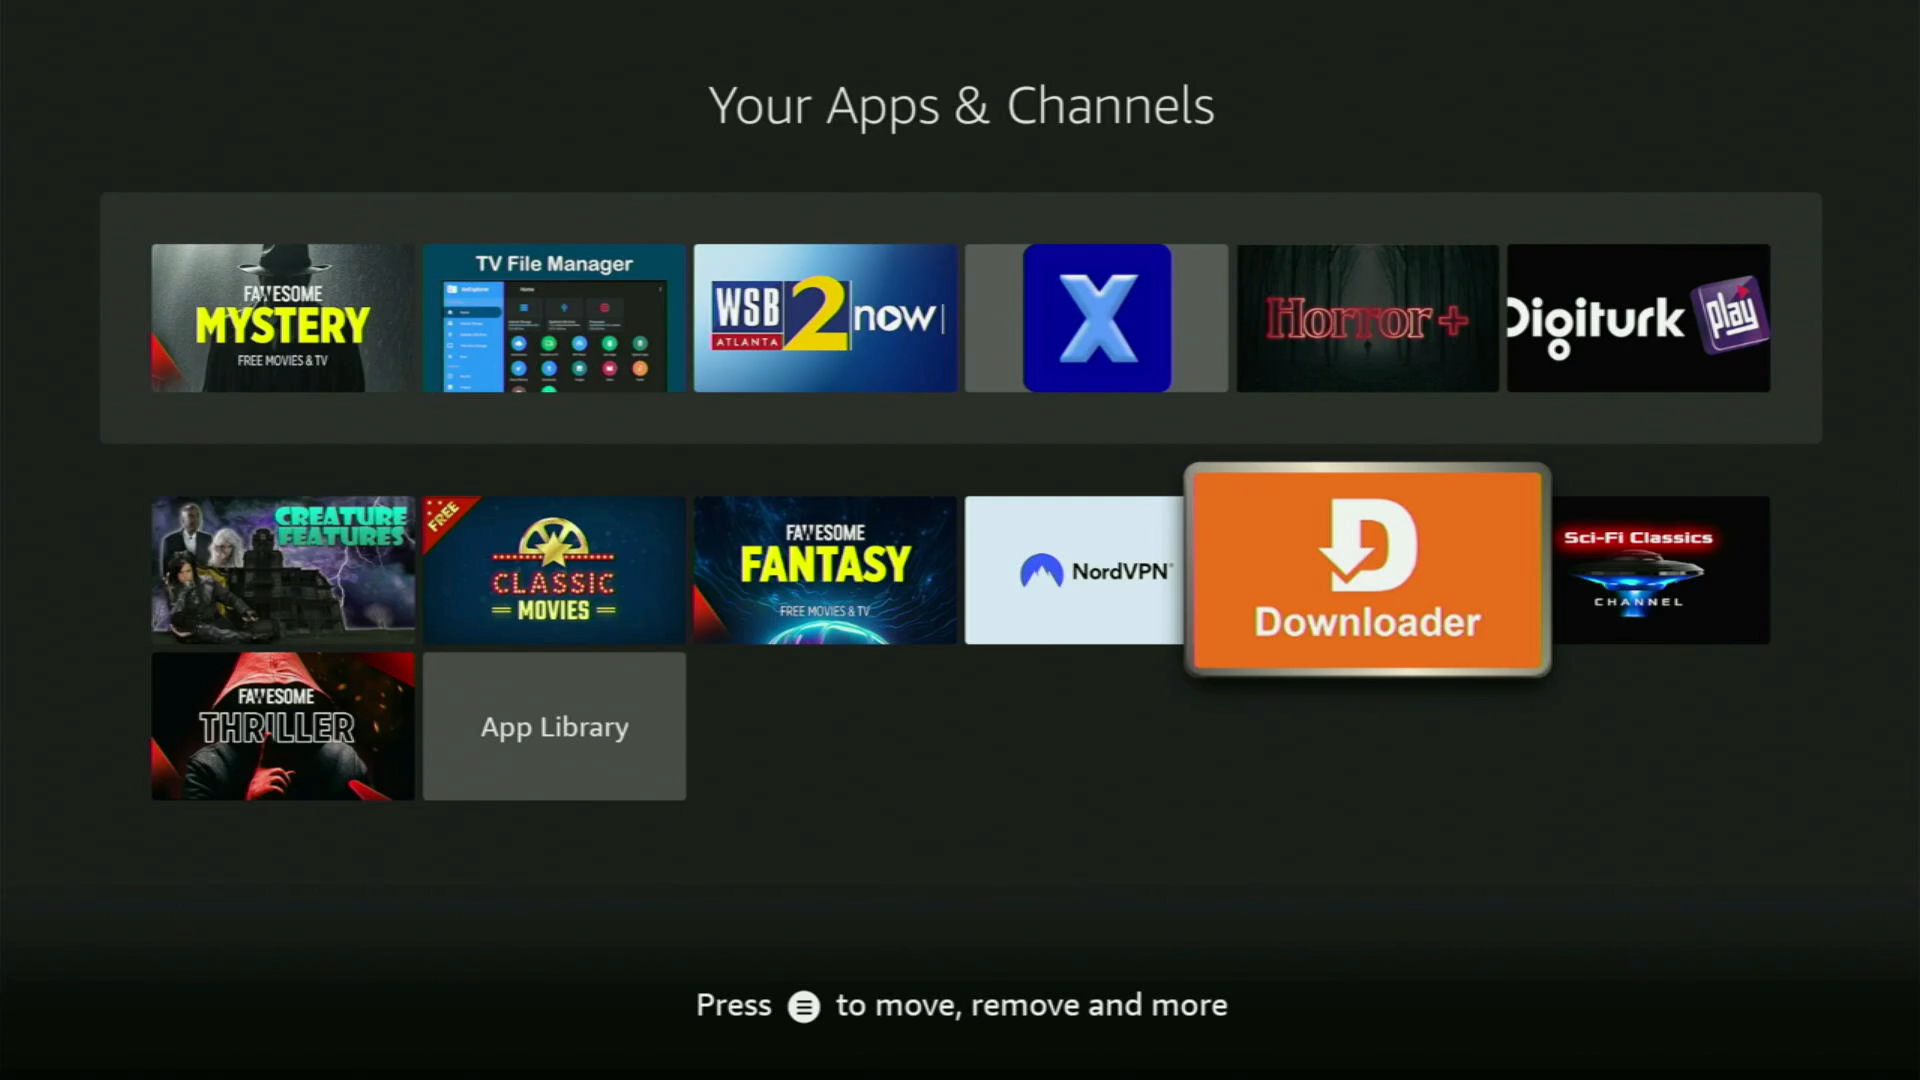 Your Apps & Channels
FAWESOME
MYSTERY
FREE MOVIES & TV
TV File Manager
Home
WSB 2 now
ATLANTA
X
Horror+
Digiturk play
CREATURE
FEATURES
FREE
CLASSIC
MOVIES
FAWESOME
FANTASY
FREE MOVIES & TV
NordVPN
D
Downloader
Sci-Fi Classics
CHANNEL
FAWESOME
THRILLER
App Library
Press to move, remove and more